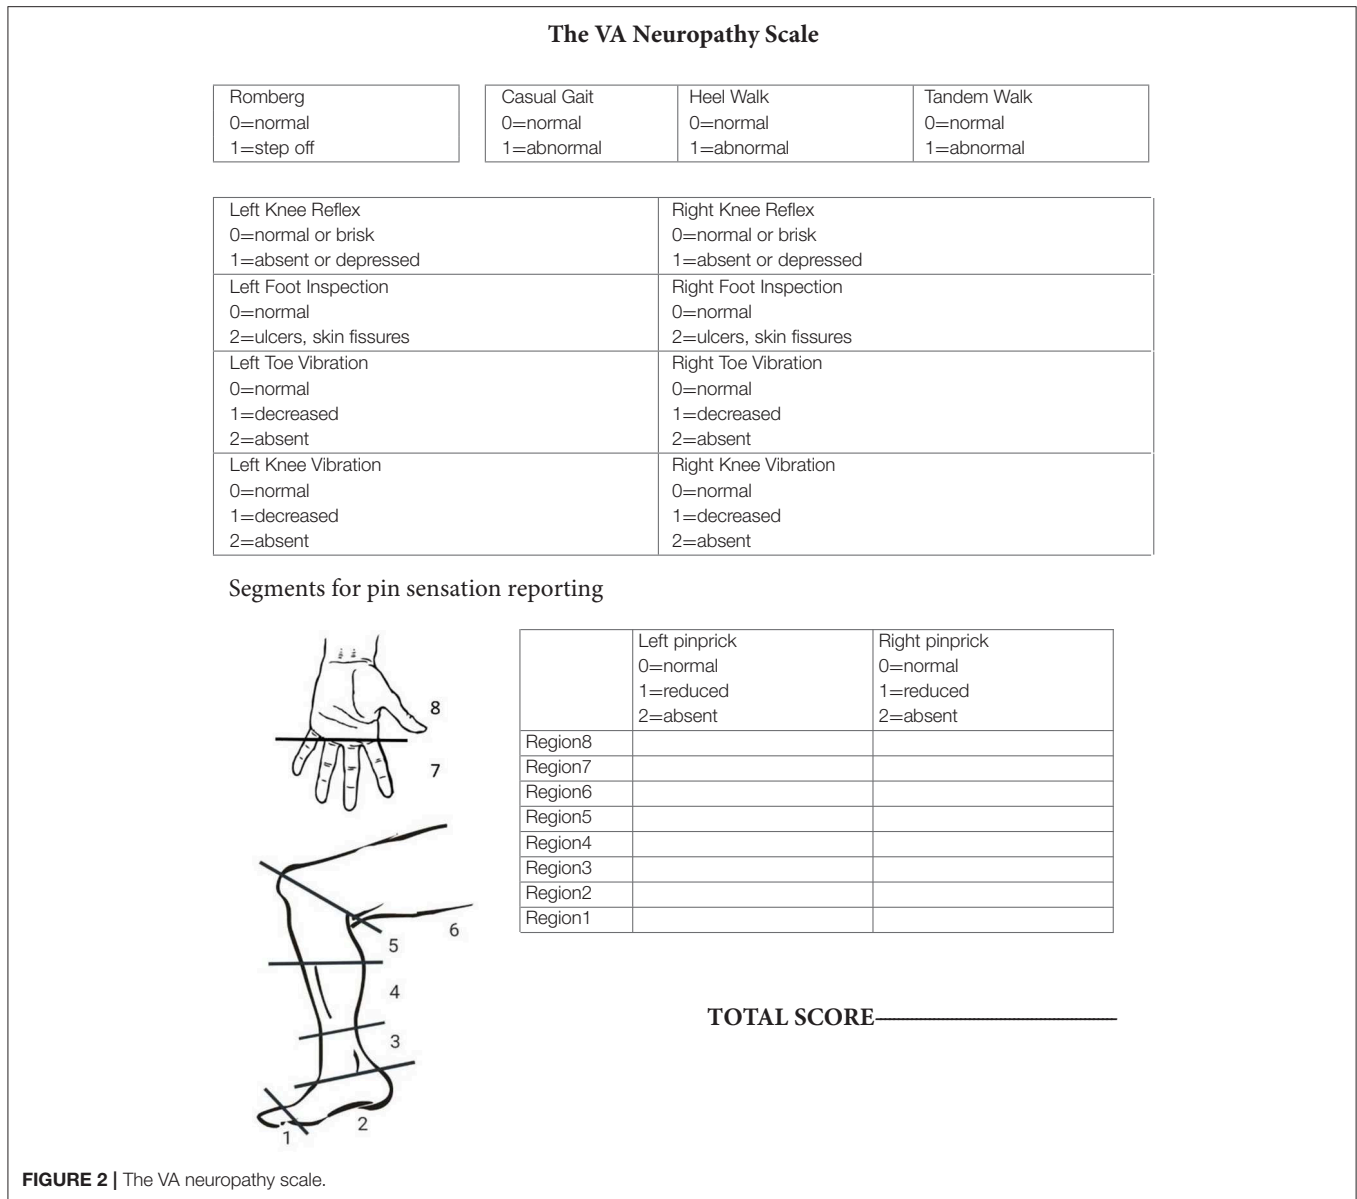 The VA Neuropathy Scale
Romberg
0=normal
1=step off
Casual Gait
0=normal
1=abnormal
Heel Walk
0=normal
1=abnormal
Tandem Walk
0=normal
1=abnormal
Left Knee Reflex
0=normal or brisk
1=absent or depressed
Right Knee Reflex
0=normal or brisk
1=absent or depressed
Left Foot Inspection
0=normal
2=ulcers, skin fissures
Right Foot Inspection
0=normal
2=ulcers, skin fissures
Left Toe Vibration
0=normal
1=decreased
2=absent
Right Toe Vibration
0=normal
1=decreased
2=absent
Left Knee Vibration
0=normal
1=decreased
2=absent
Right Knee Vibration
0=normal
1=decreased
2=absent
Segments for pin sensation reporting
8
7
6
5
4
3
2
1
Left pinprick
0=normal
1=reduced
2=absent
Right pinprick
0=normal
1=reduced
2=absent
Region8
Region7
Region6
Region5
Region4
Region3
Region2
Region1
TOTAL SCORE
FIGURE 2 | The VA neuropathy scale.